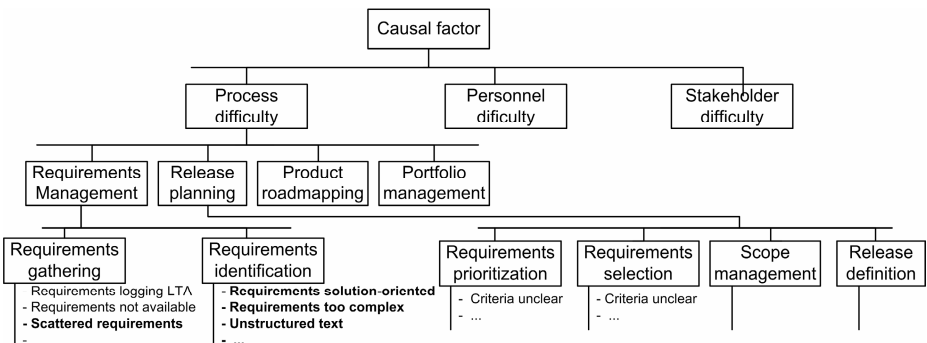 Causal factor
Process
difficulty
Personnel
dificulty
Stakeholder
difficulty
Requirements
Management
Release
planning
Product
roadmapping
Portfolio
management
Requirements
gathering
Requirements
identification
Requirements
prioritization
Requirements
selection
Scope
management
Release
definition
Requirements logging LTA
- Requirements not available
- Scattered requirements
-
- Requirements solution-oriented
- Requirements too complex
- Unstructured text
- ...
- Criteria unclear
- ...
- Criteria unclear
- ...